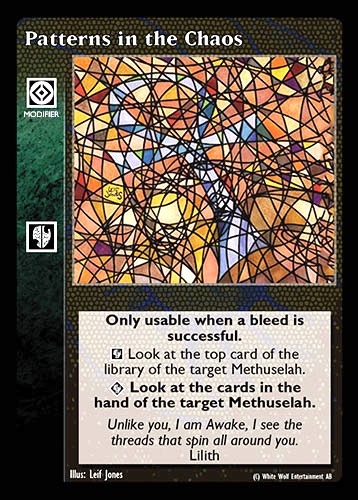 Patterns in the Chaos
MODIFIER
Only usable when a bleed is
successful.
Look at the top card of the
library of the target Methuselah.
Look at the cards in the
hand of the target Methuselah.
Unlike you, I am Awake, I see the
threads that spin all around you.
Lilith
Illus: Leif Jones
(C) White Wolf Entertainment AB